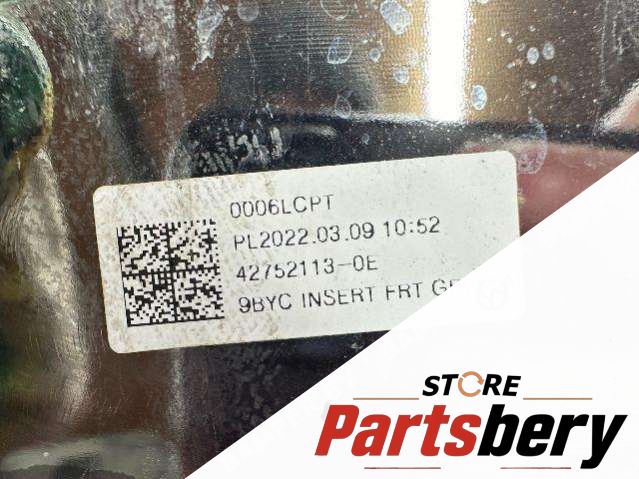 0006LCPT
PL2022.03.09 10:52
42752113-0E
9BYC INSERT FRT
STORE
Partsbery